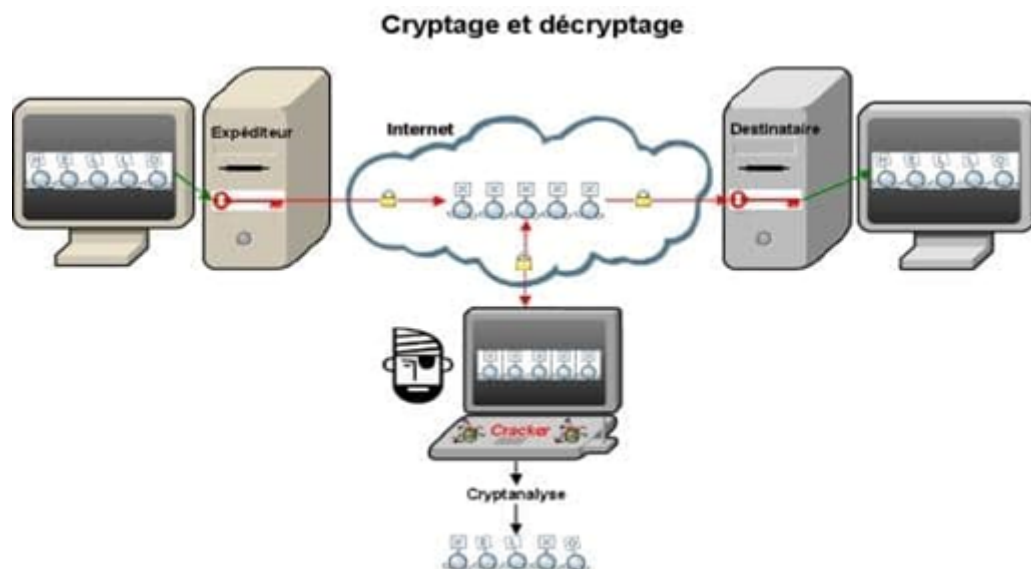 Cryptage et décryptage
Expéditeur
Internet
Destinataire
H E L L O
H E L L O
Cracker
Cryptanalyse